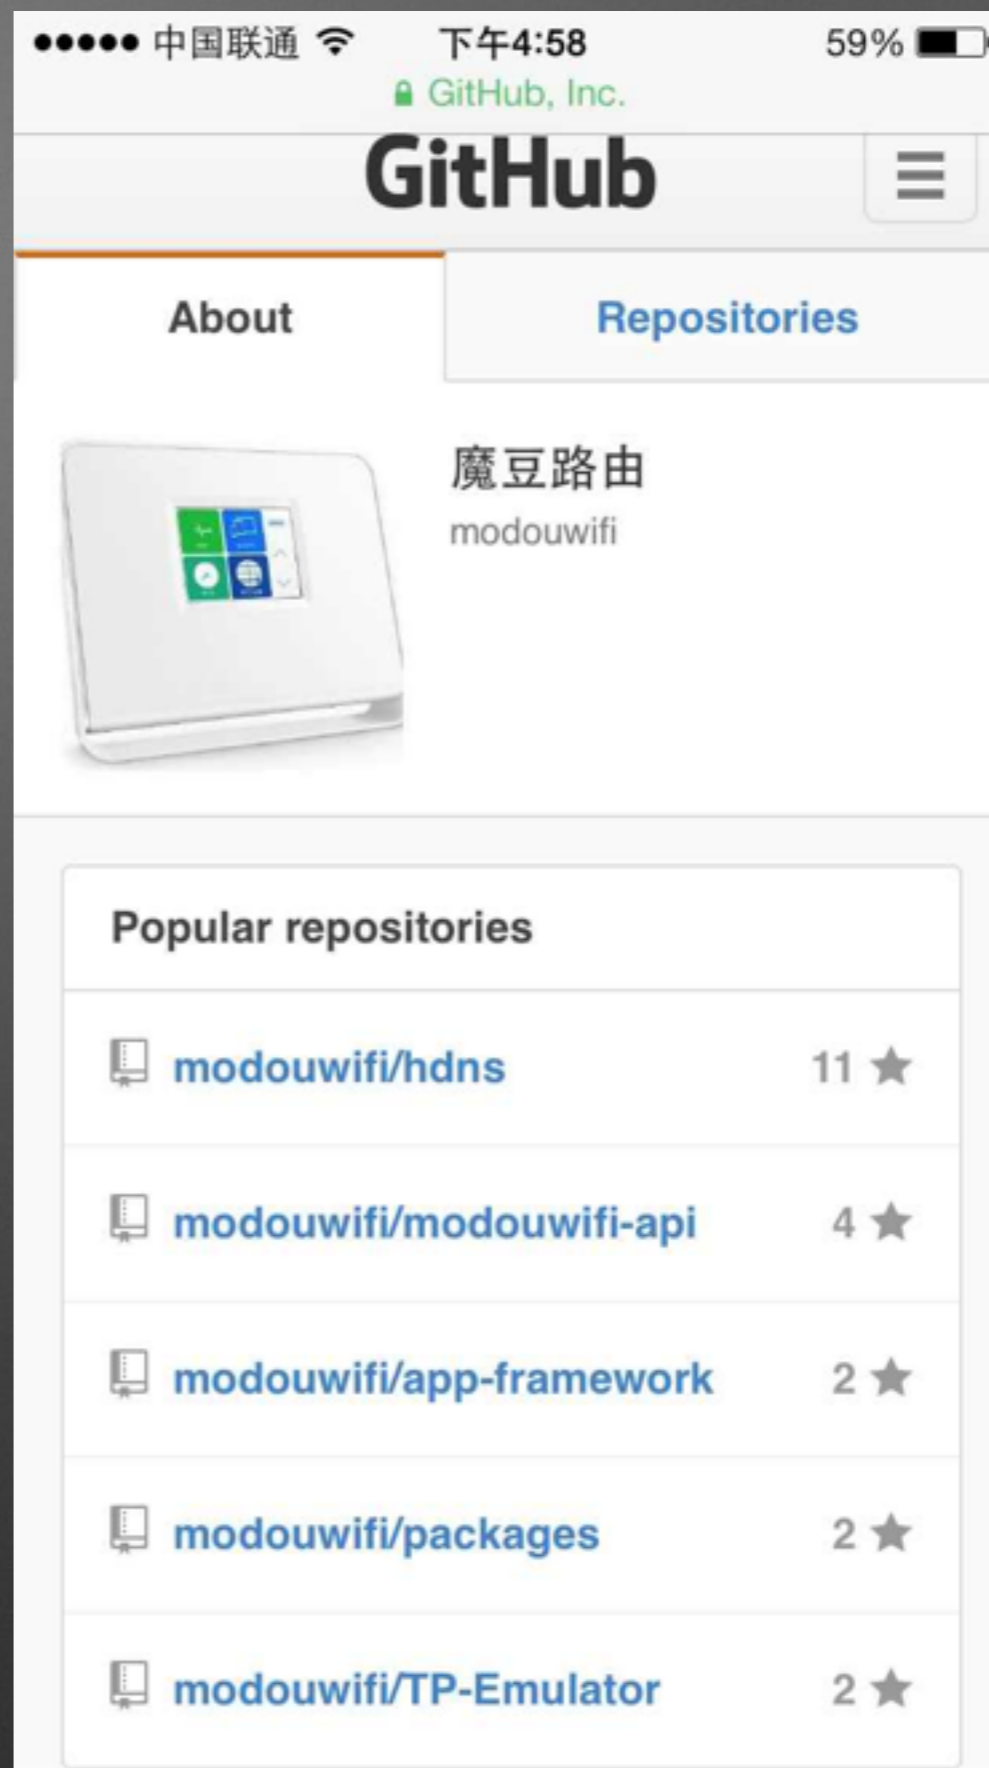 中国联通 下午4:58 59%
GitHub, Inc.
GitHub
About Repositories
魔豆路由
modouwifi
Popular repositories
modouwifi/hdns 11
modouwifi/modouwifi-api 4
modouwifi/app-framework 2
modouwifi/packages 2
modouwifi/TP-Emulator 2